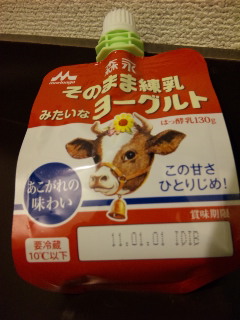 森永
そのまま練乳
みたいな
ヨーグルト
はっ酵乳130g
あこがれの
味わい
この甘さ
ひとりじめ!
賞味期限
要冷蔵
10℃以下
11.01.01 IDIB